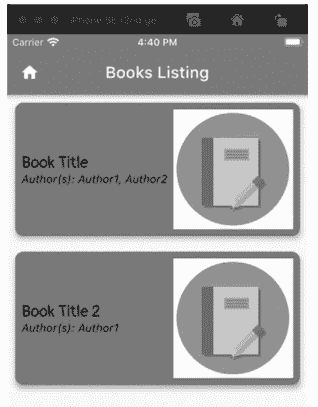 Carrier
4:40 PM
Books Listing
Book Title
Author(s): Author1, Author2
Book Title 2
Author(s): Author1